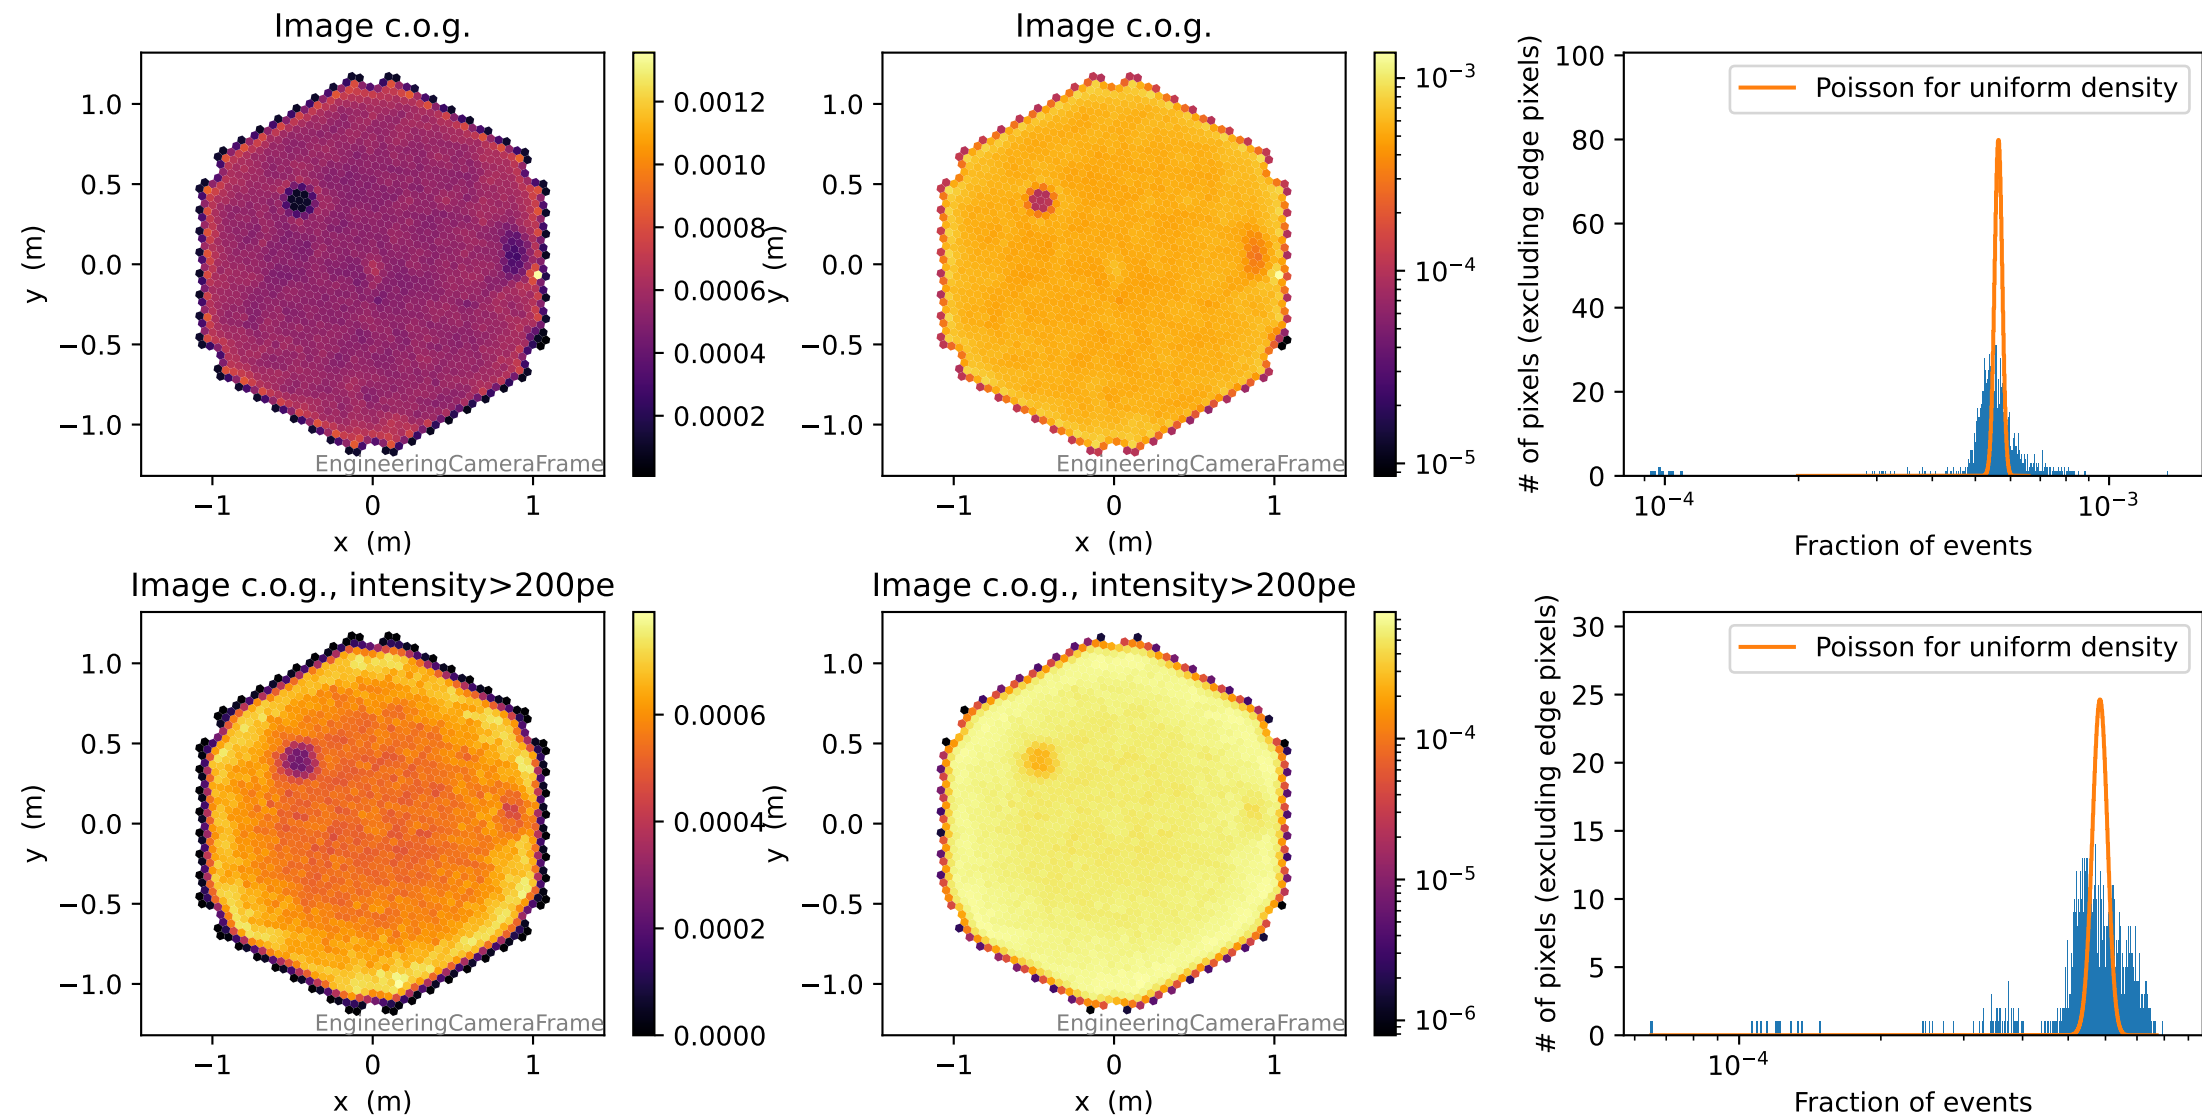 Image c.o.g.
1.0
0.5
0.0
−0.5
−1.0
y (m)
−1
0
1
x (m)
EngineeringCameraFrame
0.0012
0.0010
0.0008
0.0006
0.0004
0.0002
Image c.o.g.
1.0
0.5
0.0
−0.5
−1.0
y (m)
−1
0
1
x (m)
EngineeringCameraFrame
10−3
10−4
10−5
# of pixels (excluding edge pixels)
100
80
60
40
20
0
Poisson for uniform density
10−4
10−3
Fraction of events
Image c.o.g., intensity>200pe
1.0
0.5
0.0
−0.5
−1.0
y (m)
−1
0
1
x (m)
EngineeringCameraFrame
0.0006
0.0004
0.0002
0.0000
Image c.o.g., intensity>200pe
1.0
0.5
0.0
−0.5
−1.0
y (m)
−1
0
1
x (m)
EngineeringCameraFrame
10−4
10−5
10−6
# of pixels (excluding edge pixels)
30
25
20
15
10
5
0
Poisson for uniform density
10−4
Fraction of events